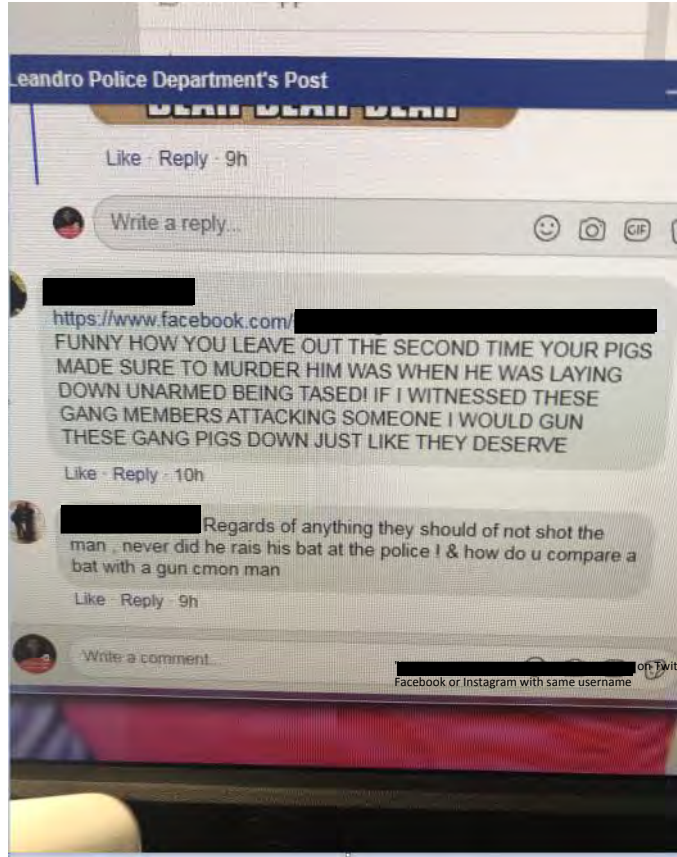 Leandro Police Department's Post
BLAH BLAH BLAH
Like · Reply · 9h
Write a reply...
GIF
https://www.facebook.com/
FUNNY HOW YOU LEAVE OUT THE SECOND TIME YOUR PIGS
MADE SURE TO MURDER HIM WAS WHEN HE WAS LAYING
DOWN UNARMED BEING TASED! IF I WITNESSED THESE
GANG MEMBERS ATTACKING SOMEONE I WOULD GUN
THESE GANG PIGS DOWN JUST LIKE THEY DESERVE
Like · Reply · 10h
Regards of anything they should of not shot the
man , never did he rais his bat at the police ! & how do u compare a
bat with a gun cmon man
Like · Reply · 9h
Write a comment...
on Twit
Facebook or Instagram with same username